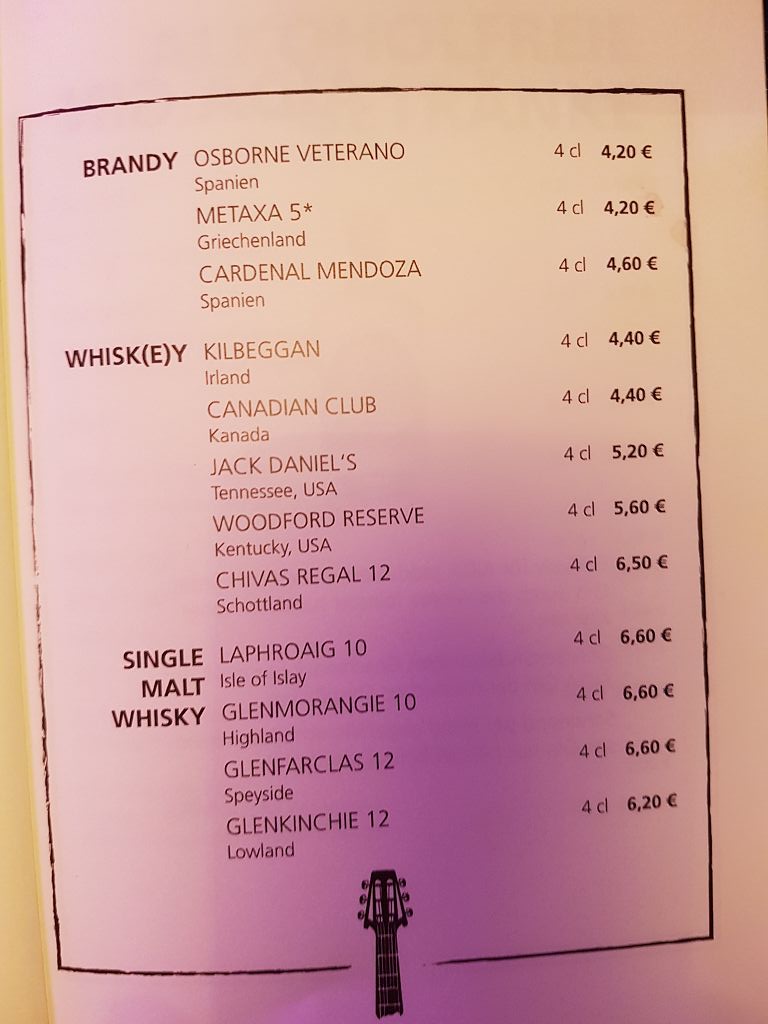 BRANDY OSBORNE VETERANO 4 cl 4,20 €
Spanien
METAXA 5* 4 cl 4,20 €
Griechenland
CARDENAL MENDOZA 4 cl 4,60 €
Spanien
WHISK(E)Y KILBEGGAN 4 cl 4,40 €
Irland
CANADIAN CLUB 4 cl 4,40 €
Kanada
JACK DANIEL'S 4 cl 5,20 €
Tennessee, USA
WOODFORD RESERVE 4 cl 5,60 €
Kentucky, USA
CHIVAS REGAL 12 4 cl 6,50 €
Schottland
SINGLE LAPHROAIG 10 4 cl 6,60 €
MALT Isle of Islay
WHISKY GLENMORANGIE 10 4 cl 6,60 €
Highland
GLENFARCLAS 12 4 cl 6,60 €
Speyside
GLENKINCHIE 12 4 cl 6,20 €
Lowland